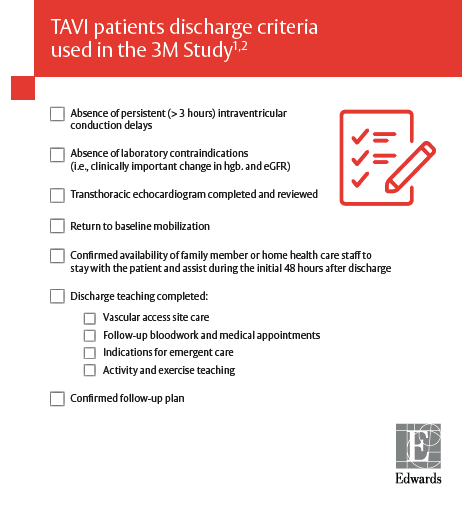 TAVI patients discharge criteria
used in the 3M Study1,2
Absence of persistent (> 3 hours) intraventricular
conduction delays
Absence of laboratory contraindications
(i.e., clinically important change in hgb. and eGFR)
Transthoracic echocardiogram completed and reviewed
Return to baseline mobilization
Confirmed availability of family member or home health care staff to
stay with the patient and assist during the initial 48 hours after discharge
Discharge teaching completed:
Vascular access site care
Follow-up bloodwork and medical appointments
Indications for emergent care
Activity and exercise teaching
Confirmed follow-up plan
E
Edwards